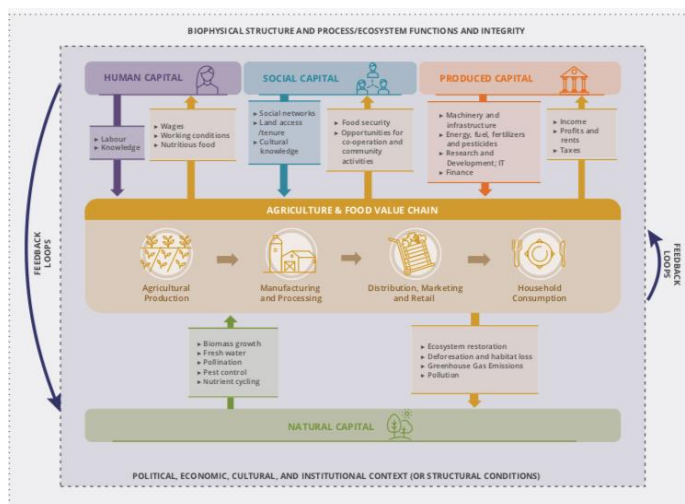 BIOPHYSICAL STRUCTURE AND PROCESS/ECOSYSTEM FUNCTIONS AND INTEGRITY
HUMAN CAPITAL
SOCIAL CAPITAL
PRODUCED CAPITAL
▸ Labour
▸ Knowledge
▸ Wages
▸ Working conditions
▸ Nutritious food
▸ Social networks
▸ Land access
/tenure
▸ Cultural
knowledge
▸ Food security
▸ Opportunities for
co-operation and
community
activities
▸ Machinery and
infrastructure
▸ Energy, fuel, fertilizers
and pesticides
▸ Research and
Development; IT
▸ Finance
▸ Income
▸ Profits and
rents
▸ Taxes
AGRICULTURE & FOOD VALUE CHAIN
Agricultural
Production
Manufacturing
and Processing
Distribution, Marketing
and Retail
Household
Consumption
FEEDBACK
LOOPS
FEEDBACK
LOOPS
▸ Biomass growth
▸ Fresh water
▸ Pollination
▸ Pest control
▸ Nutrient cycling
▸ Ecosystem restoration
▸ Deforesation and habitat loss
▸ Greenhouse Gas Emissions
▸ Pollution
NATURAL CAPITAL
POLITICAL, ECONOMIC, CULTURAL, AND INSTITUTIONAL CONTEXT (OR STRUCTURAL CONDITIONS)